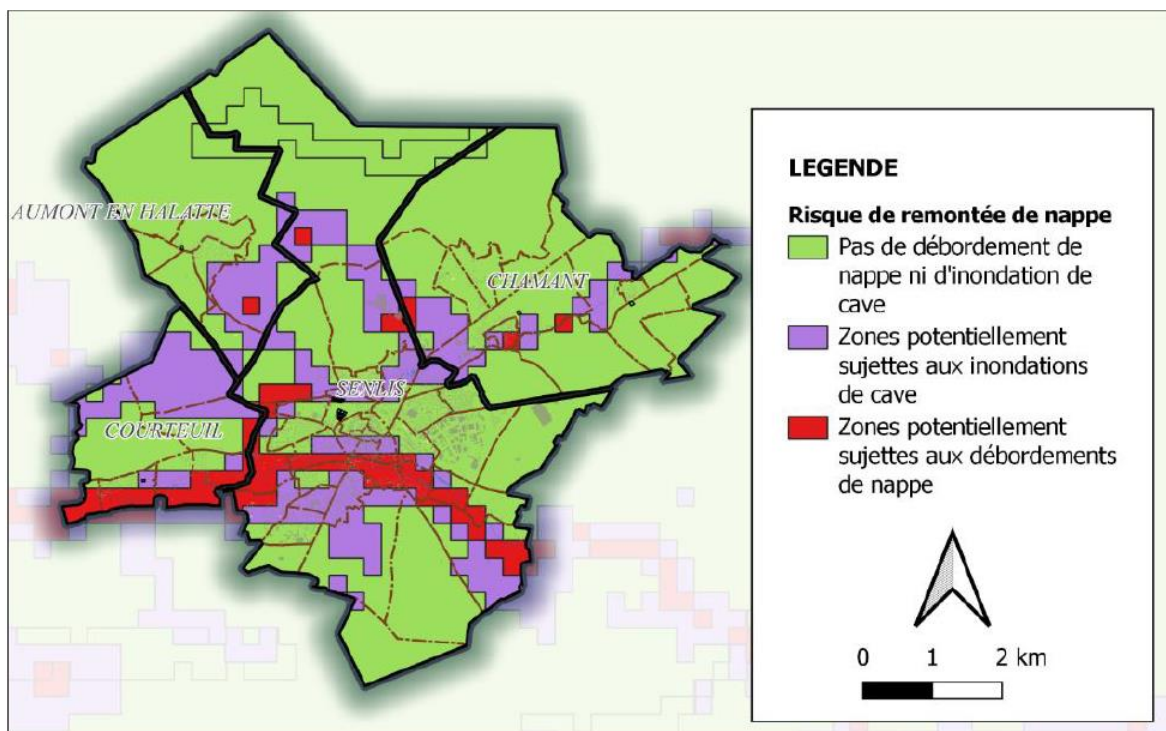 AUMONT EN HALATTE
CHAMANT
SENLIS
COURTEUIL
LEGENDE
Risque de remontée de nappe
Pas de débordement de
nappe ni d'inondation de
cave
Zones potentiellement
sujettes aux inondations
de cave
Zones potentiellement
sujettes aux débordements
de nappe
0 1 2 km